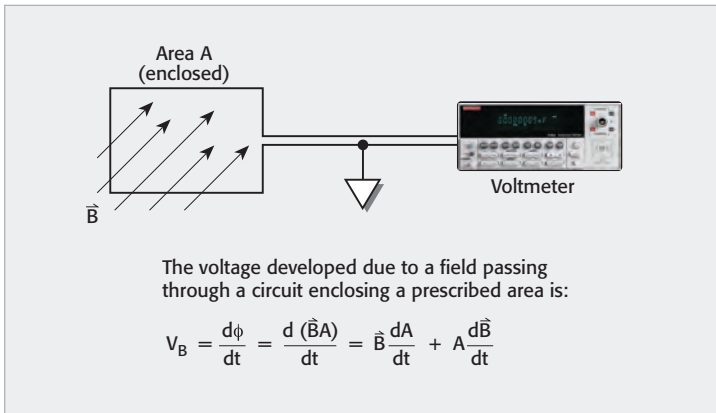 Area A
(enclosed)
B⃗
Voltmeter
The voltage developed due to a field passing
through a circuit enclosing a prescribed area is:
V_B = dϕ/dt = d (B⃗A)/dt = B⃗ dA/dt + A dB⃗/dt